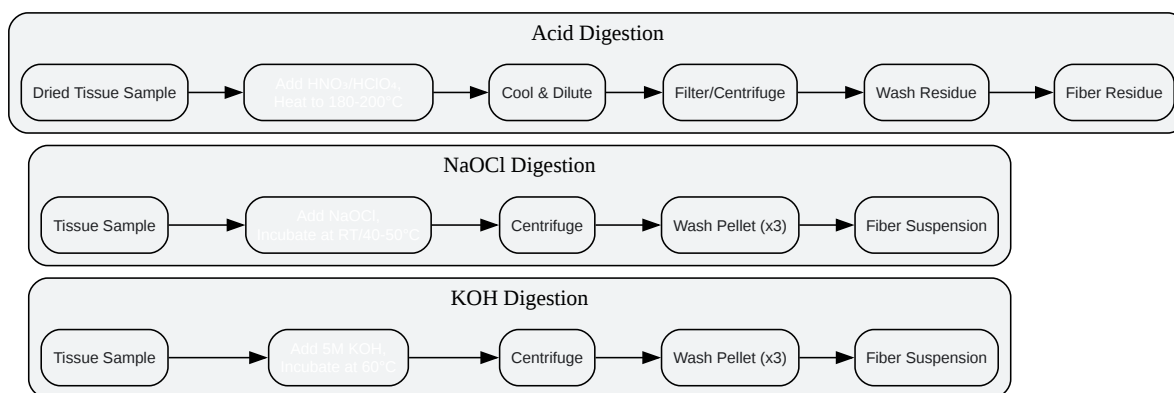 Acid Digestion
Dried Tissue Sample
Add HNO₃/HClO₄,
Heat to 180-200°C
Cool & Dilute
Filter/Centrifuge
Wash Residue
Fiber Residue
NaOCl Digestion
Tissue Sample
Add NaOCl,
Incubate at RT/40-50°C
Centrifuge
Wash Pellet (x3)
Fiber Suspension
KOH Digestion
Tissue Sample
Add 5M KOH,
Incubate at 60°C
Centrifuge
Wash Pellet (x3)
Fiber Suspension